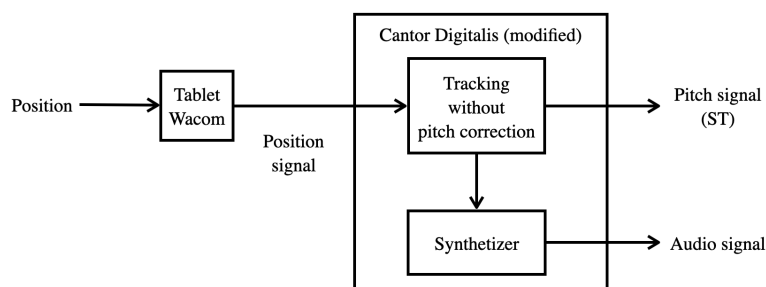 Cantor Digitalis (modified)
Position
Tablet
Wacom
Position
signal
Tracking
without
pitch correction
Pitch signal
(ST)
Synthetizer
Audio signal